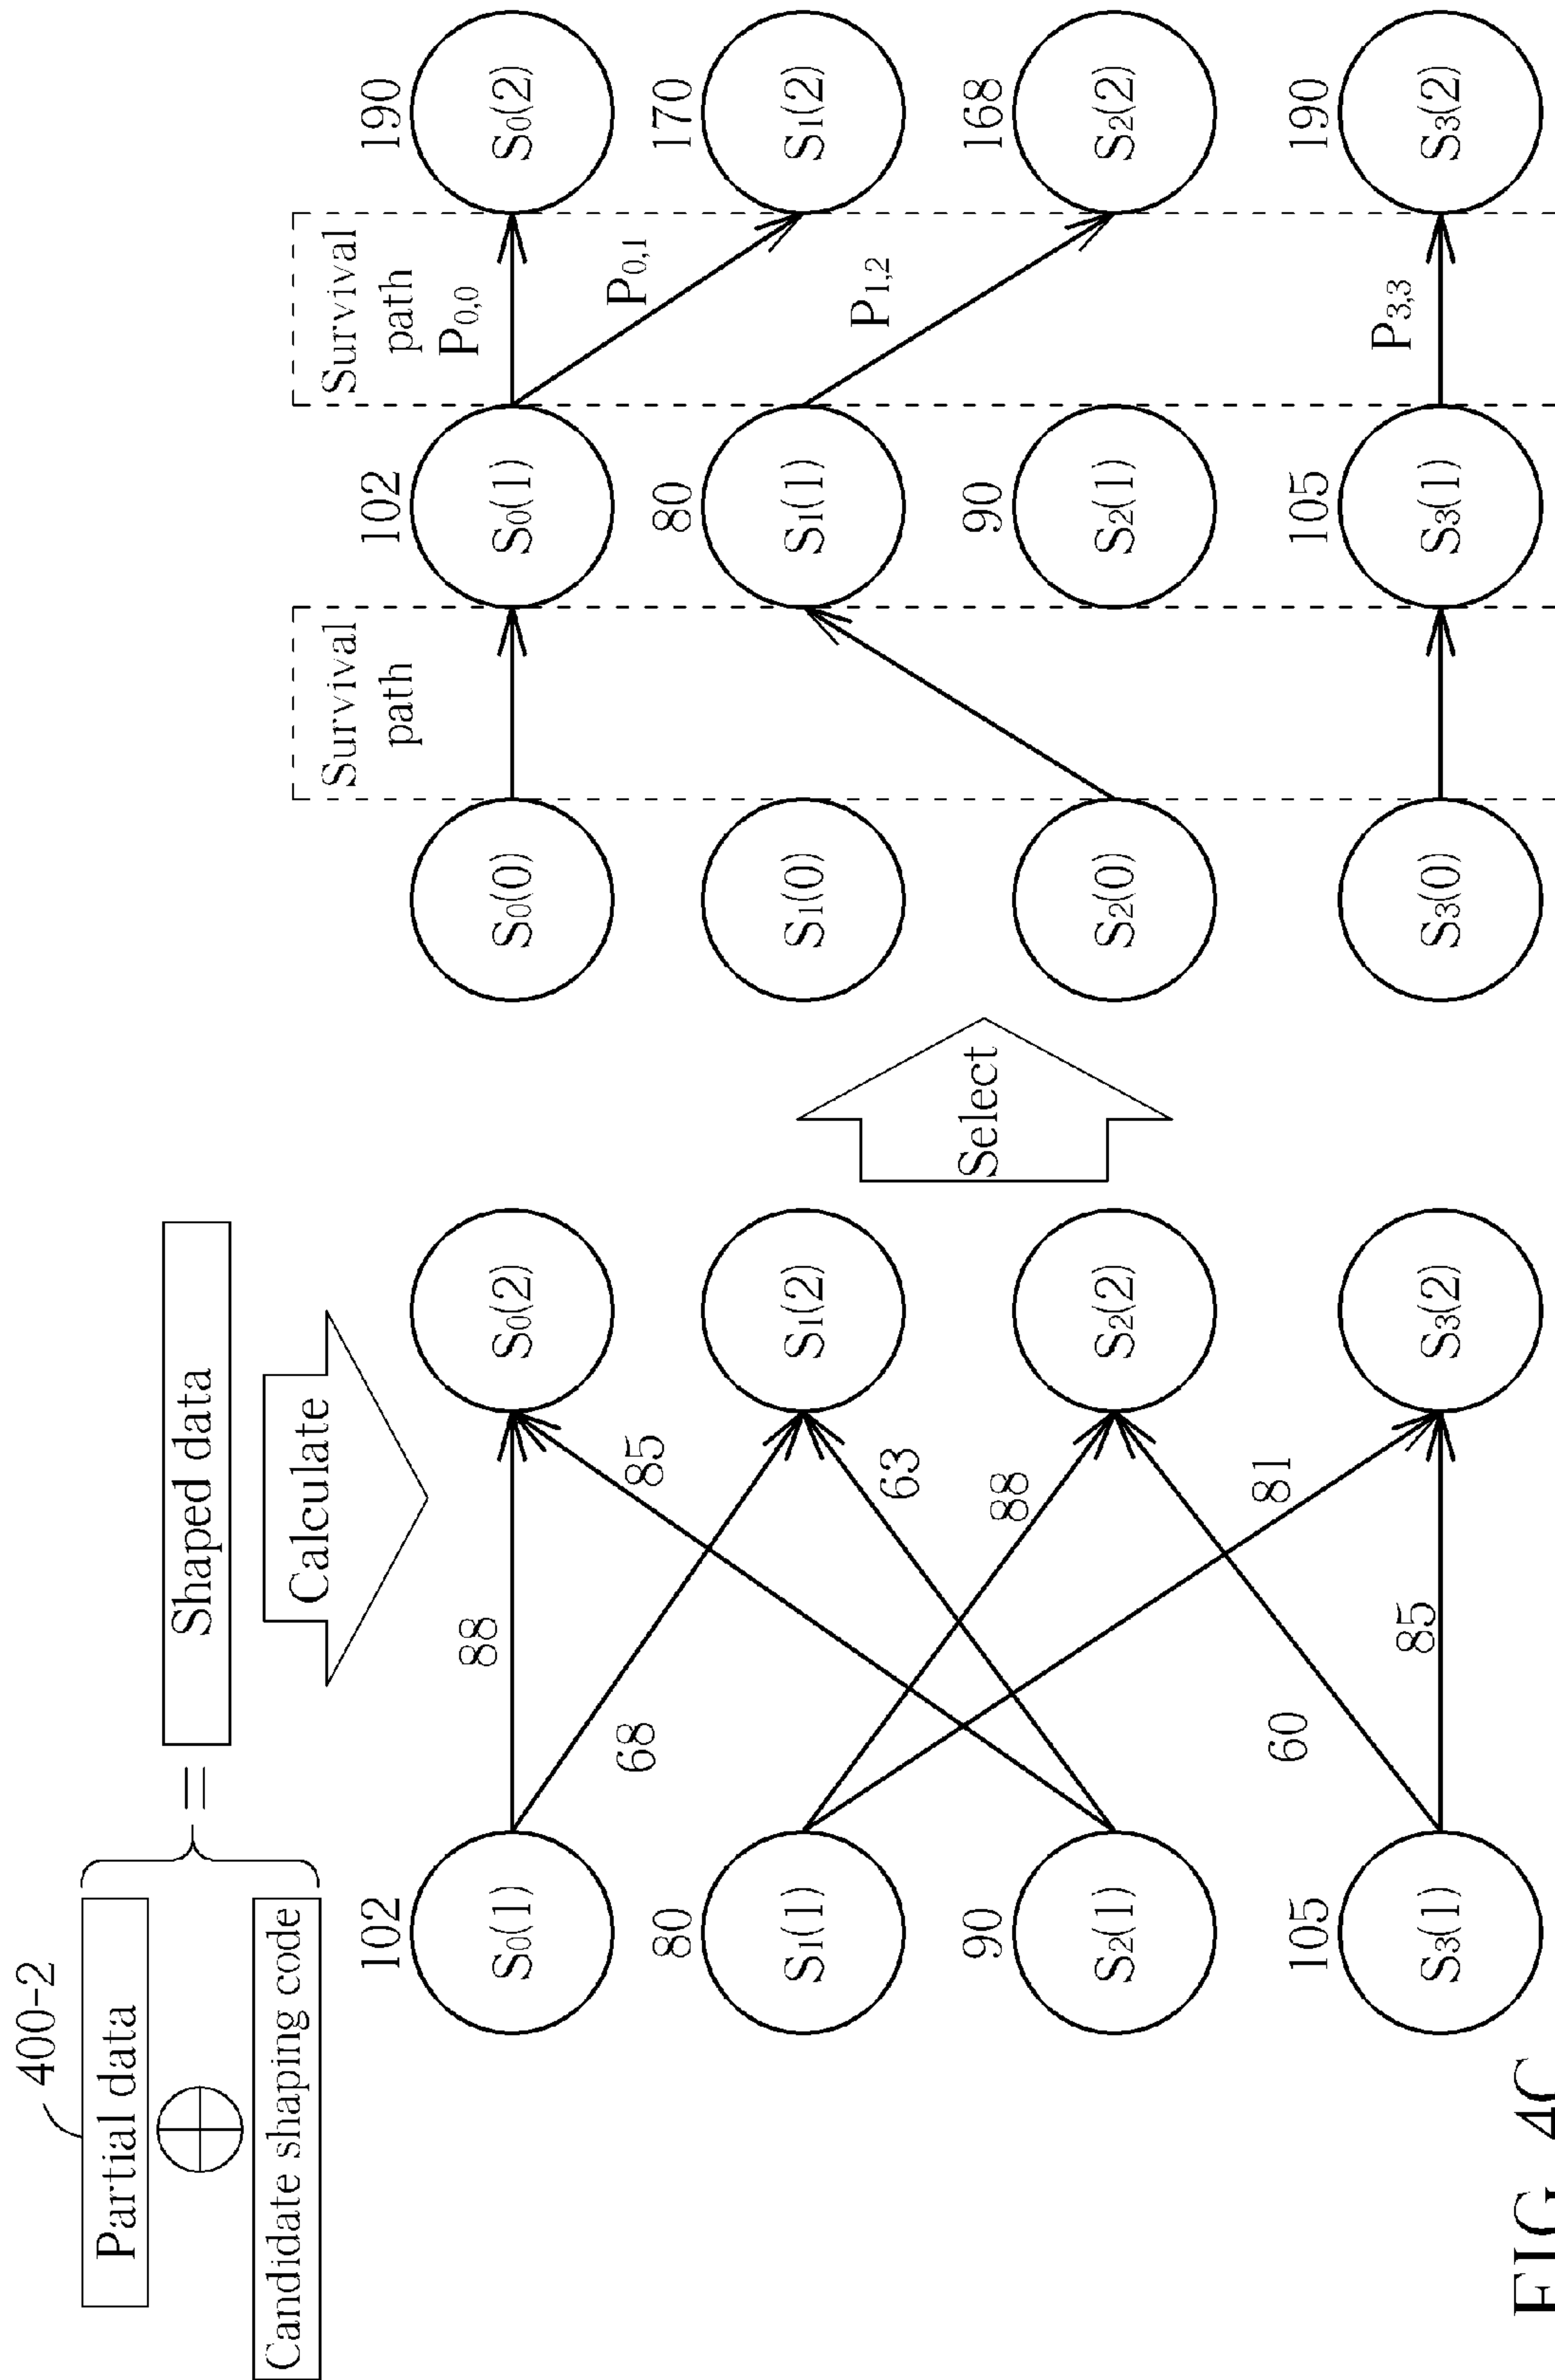 400-2
Partial data
Candidate shaping code
=
Shaped data
Calculate
102
S0(1)
88
S0(2)
68
85
80
S1(1)
S1(2)
63
90
S2(1)
88
S2(2)
60
81
105
S3(1)
85
S3(2)
Select
Survival
path
Survival
path
S0(0)
102
S0(1)
P0,0
190
S0(2)
P0,1
S1(0)
80
S1(1)
170
S1(2)
P1,2
S2(0)
90
S2(1)
168
S2(2)
S3(0)
105
S3(1)
P3,3
190
S3(2)
FIG. 4C